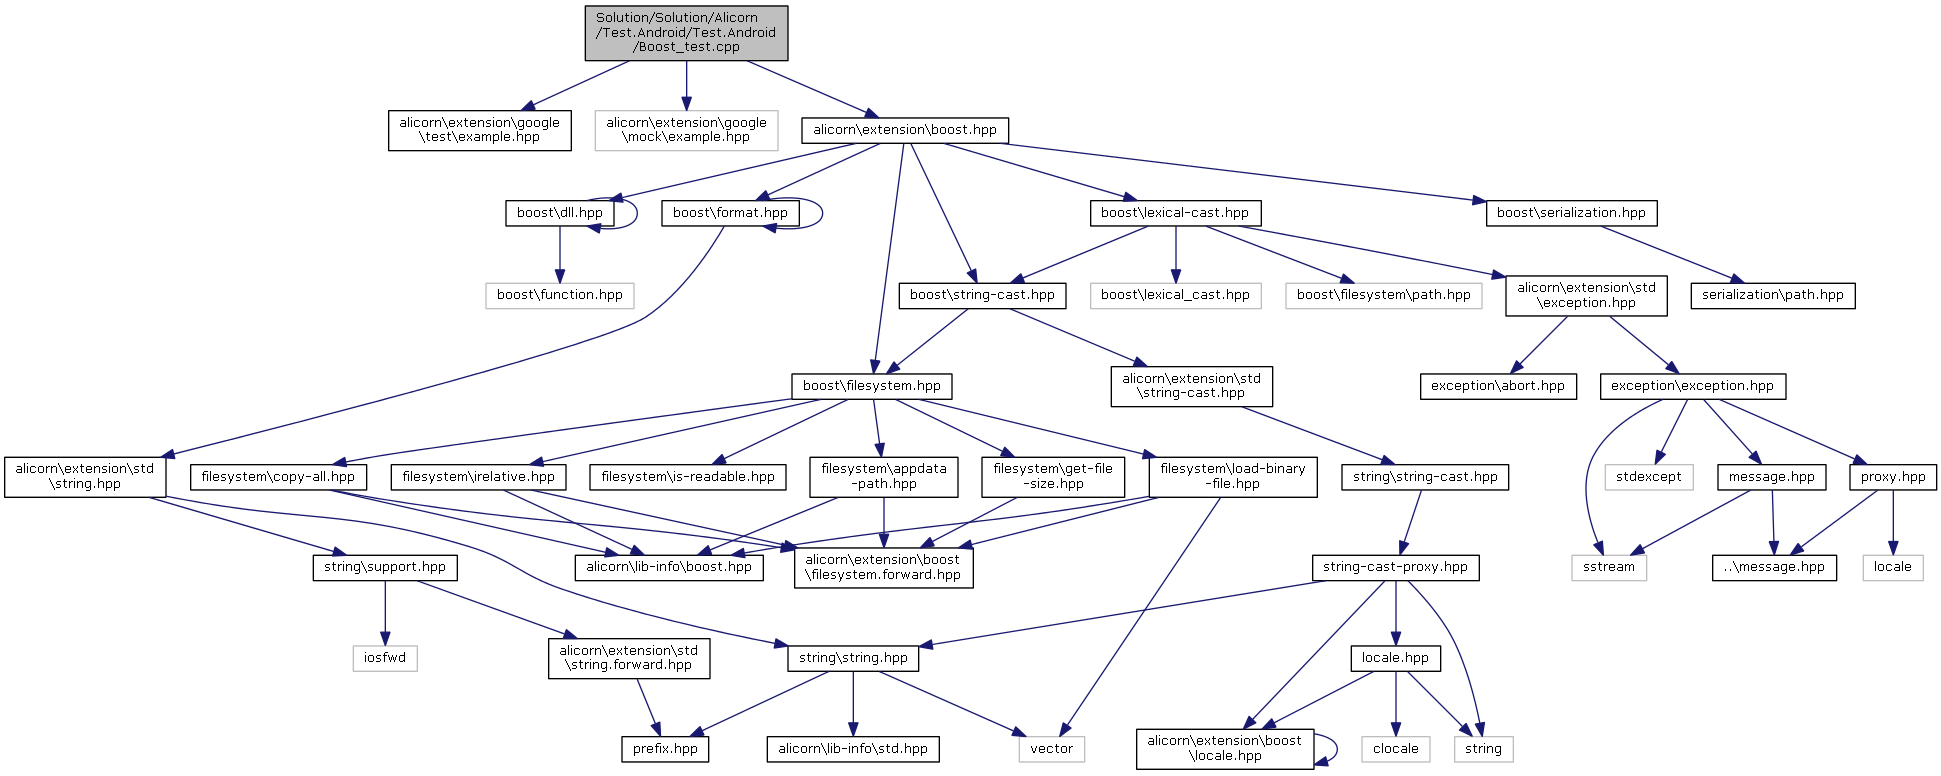 Solution/Solution/Alicorn
/Test.Android/Test.Android
/Boost_test.cpp
alicorn\extension\google
\test\example.hpp
alicorn\extension\google
\mock\example.hpp
alicorn\extension\boost.hpp
boost\dll.hpp
boost\format.hpp
boost\lexical-cast.hpp
boost\serialization.hpp
boost\function.hpp
boost\string-cast.hpp
boost\lexical_cast.hpp
boost\filesystem\path.hpp
alicorn\extension\std
\exception.hpp
serialization\path.hpp
boost\filesystem.hpp
alicorn\extension\std
\string-cast.hpp
exception\abort.hpp
exception\exception.hpp
alicorn\extension\std
\string.hpp
filesystem\copy-all.hpp
filesystem\irelative.hpp
filesystem\is-readable.hpp
filesystem\appdata
-path.hpp
filesystem\get-file
-size.hpp
filesystem\load-binary
-file.hpp
string\string-cast.hpp
stdexcept
message.hpp
proxy.hpp
string\support.hpp
alicorn\lib-info\boost.hpp
alicorn\extension\boost
\filesystem.forward.hpp
string-cast-proxy.hpp
sstream
..\message.hpp
locale
iosfwd
alicorn\extension\std
\string.forward.hpp
string\string.hpp
locale.hpp
prefix.hpp
alicorn\lib-info\std.hpp
vector
alicorn\extension\boost
\locale.hpp
clocale
string